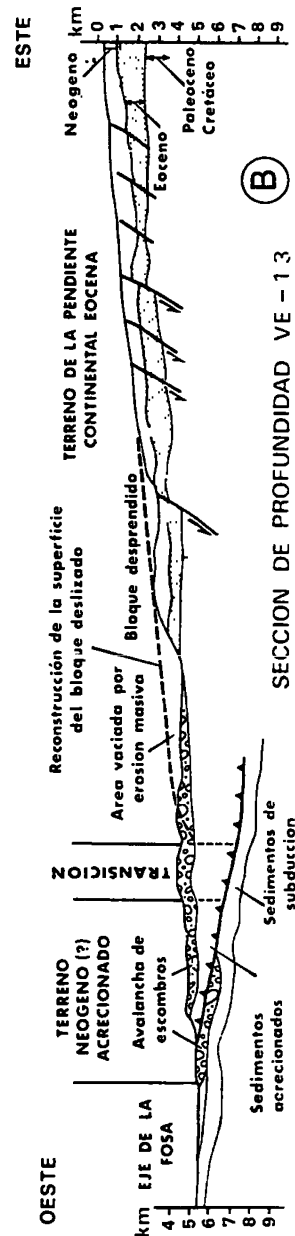 OESTE
ESTE
EJE DE LA
FOSA
TERRENO
NEOGENO (?)
ACRECIONADO
TRANSICION
Avalancha de
escombros
Reconstrucción de la superficie
del bloque deslizado
Area vaciada por
erosion masiva
Bloque desprendido
TERRENO DE LA PENDIENTE
CONTINENTAL EOCENA
Neogeno
Eoceno
Paleoceno
Cretáceo
km
0
1
2
3
4
5
6
7
8
9
km
4
5
6
7
8
9
Sedimentos
acrecionados
Sedimentos de
subduccion
SECCION DE PROFUNDIDAD VE-13
B